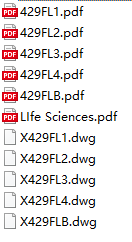 429FL1.pdf
429FL2.pdf
429FL3.pdf
429FL4.pdf
429FLB.pdf
LIfe Sciences.pdf
X429FL1.dwg
X429FL2.dwg
X429FL3.dwg
X429FL4.dwg
X429FLB.dwg